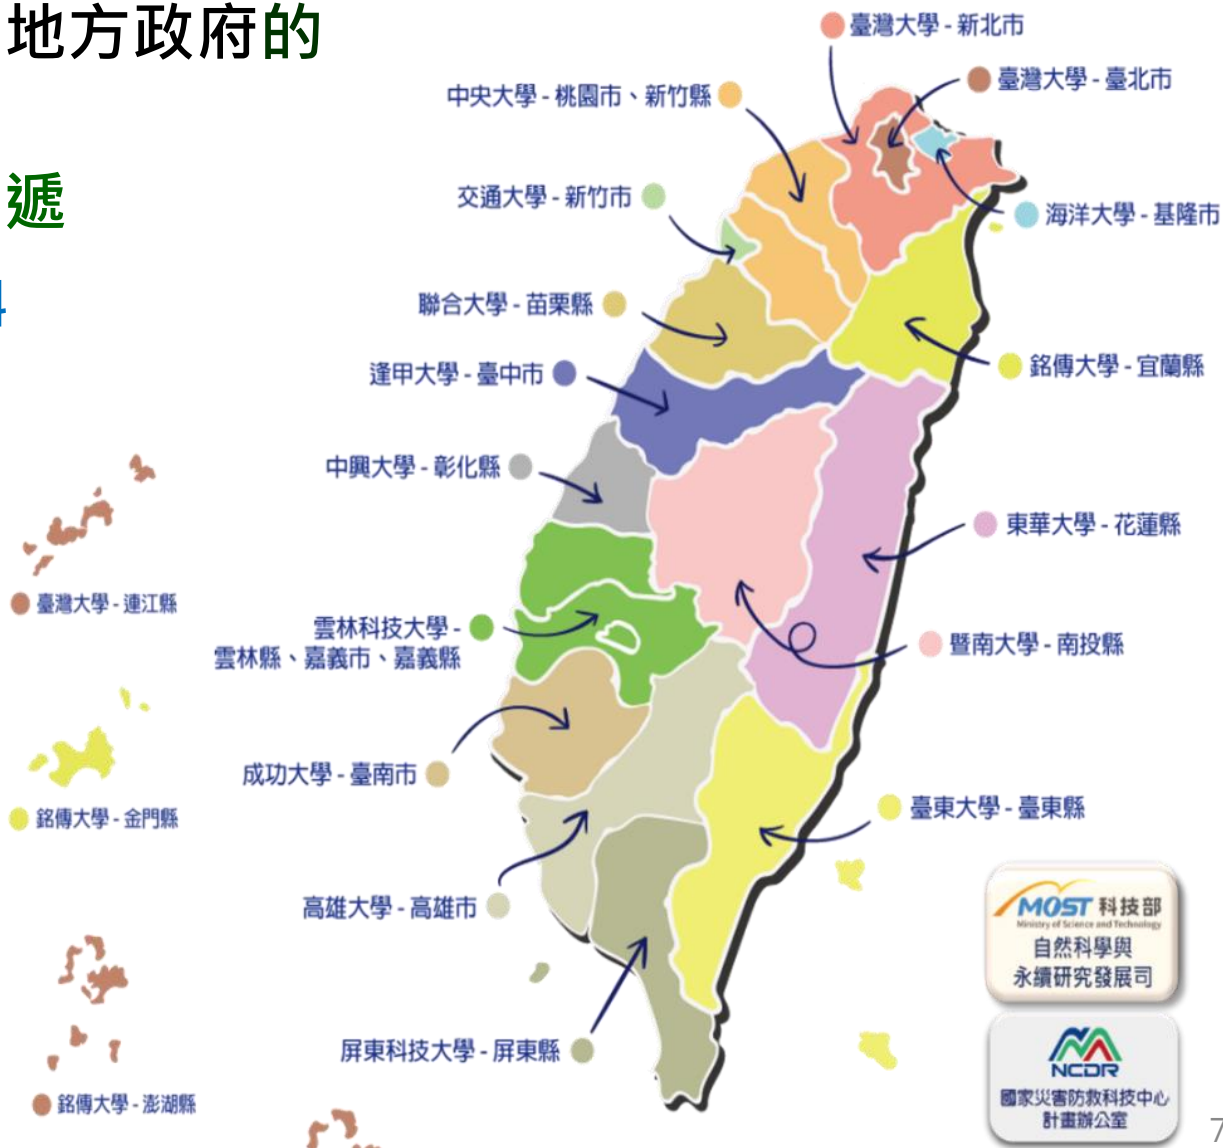 地方政府的
遞
臺灣大學 - 新北市
臺灣大學 - 臺北市
中央大學 - 桃園市、新竹縣
交通大學 - 新竹市
海洋大學 - 基隆市
聯合大學 - 苗栗縣
銘傳大學 - 宜蘭縣
逢甲大學 - 臺中市
中興大學 - 彰化縣
東華大學 - 花蓮縣
臺灣大學 - 連江縣
雲林科技大學 -
雲林縣、嘉義市、嘉義縣
暨南大學 - 南投縣
成功大學 - 臺南市
銘傳大學 - 金門縣
臺東大學 - 臺東縣
高雄大學 - 高雄市
MOST 科技部
Ministry of Science and Technology
自然科學與
永續研究發展司
屏東科技大學 - 屏東縣
NCDR
國家災害防救科技中心
計畫辦公室
銘傳大學 - 澎湖縣
7